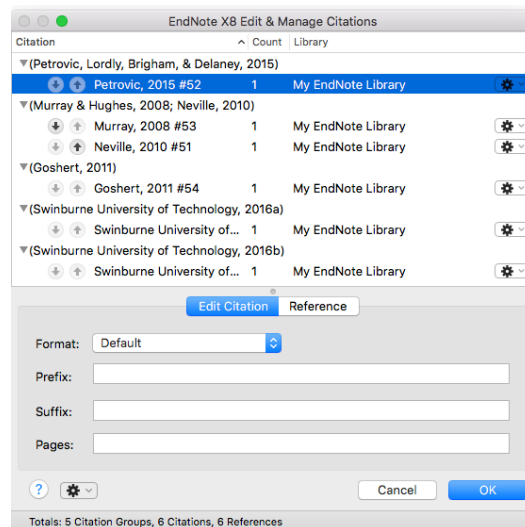 EndNote X8 Edit & Manage Citations
Citation Count Library
(Petrovic, Lordly, Brigham, & Delaney, 2015)
Petrovic, 2015 #52 1 My EndNote Library
(Murray & Hughes, 2008; Neville, 2010)
Murray, 2008 #53 1 My EndNote Library
Neville, 2010 #51 1 My EndNote Library
(Goshert, 2011)
Goshert, 2011 #54 1 My EndNote Library
(Swinburne University of Technology, 2016a)
Swinburne University of... 1 My EndNote Library
(Swinburne University of Technology, 2016b)
Swinburne University of... 1 My EndNote Library
Edit Citation Reference
Format: Default
Prefix:
Suffix:
Pages:
? Cancel OK
Totals: 5 Citation Groups, 6 Citations, 6 References